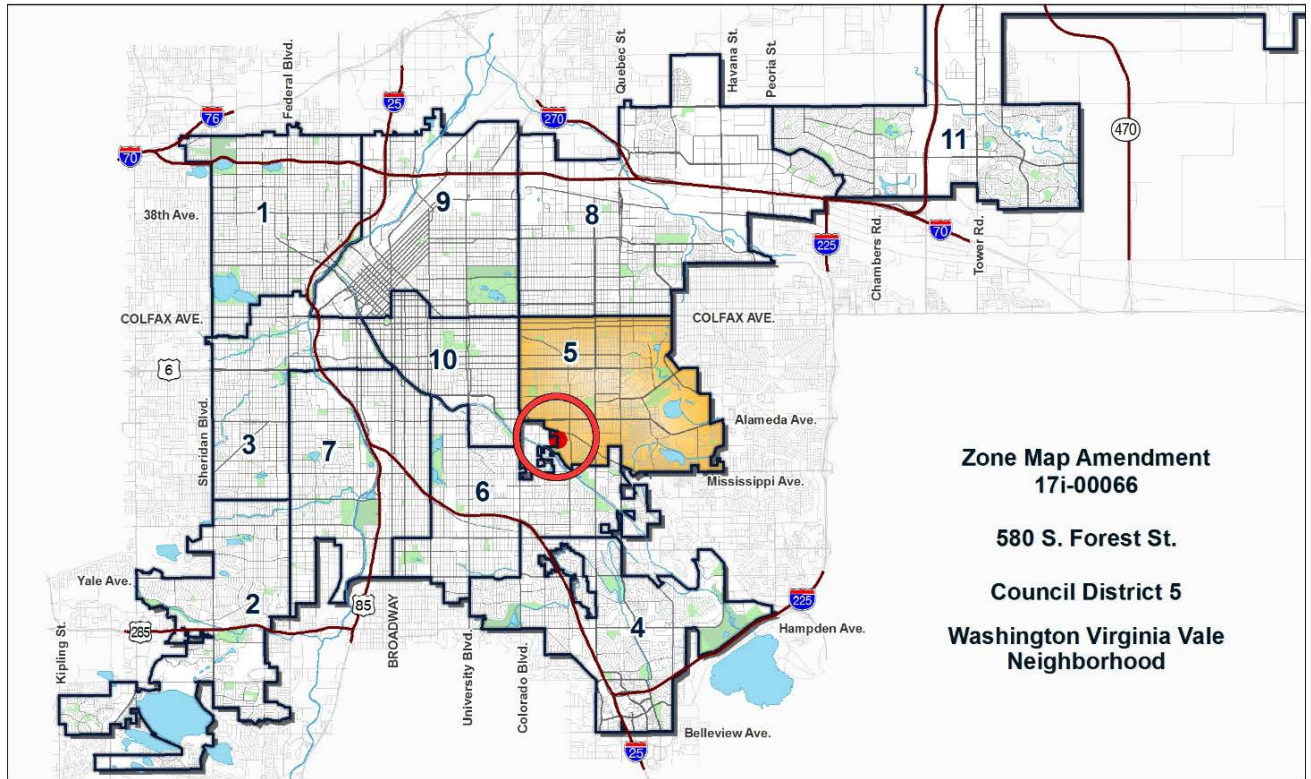 Federal Blvd.
25
Quebec St.
Havana St.
Peoria St.
76
270
470
70
11
38th Ave.
1
9
8
225
Chambers Rd.
70
Tower Rd.
COLFAX AVE.
COLFAX AVE.
10
5
6
Sheridan Blvd.
Alameda Ave.
3
7
6
Mississippi Ave.
Zone Map Amendment
17i-00066
580 S. Forest St.
Council District 5
Washington Virginia Vale
Neighborhood
Yale Ave.
2
85
225
285
4
Hampden Ave.
Kipling St.
BROADWAY
University Blvd.
Colorado Blvd.
Belleview Ave.
25